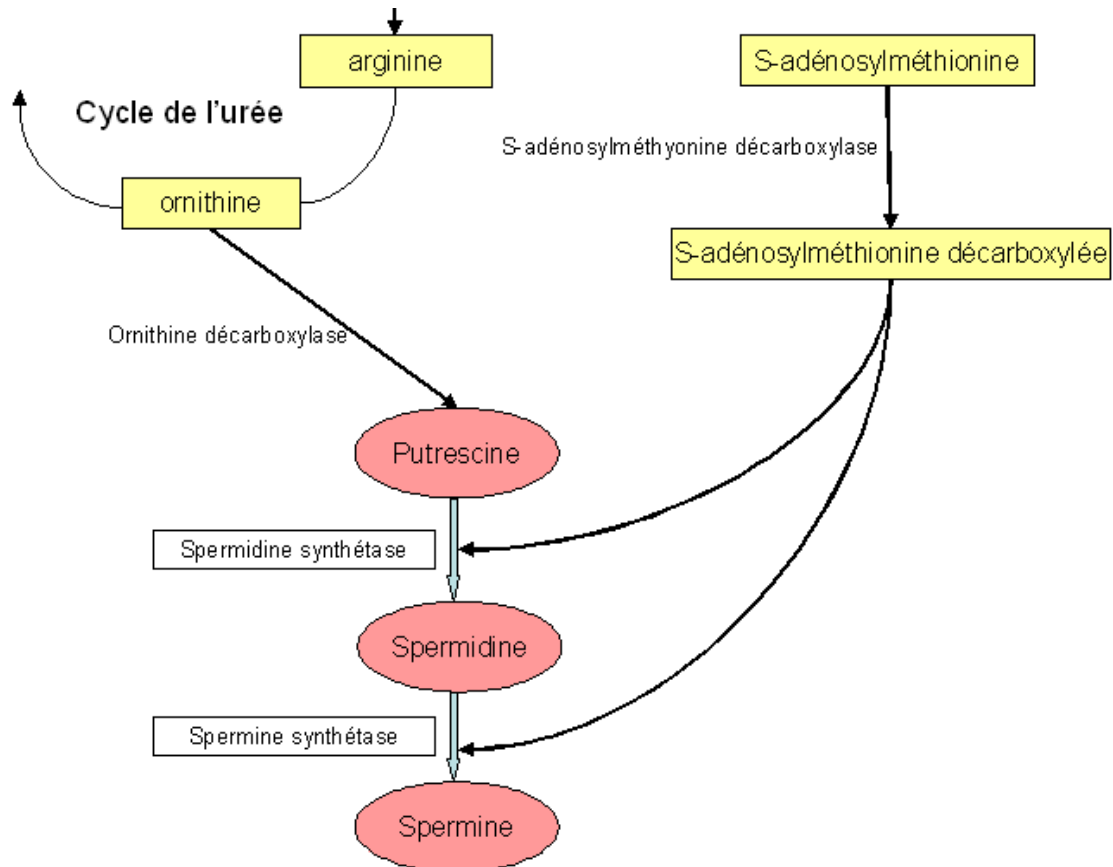 arginine
S-adénosylméthionine
Cycle de l'urée
S-adénosylméthyonine décarboxylase
ornithine
S-adénosylméthionine décarboxylée
Ornithine décarboxylase
Putrescine
Spermidine synthétase
Spermidine
Spermine synthétase
Spermine